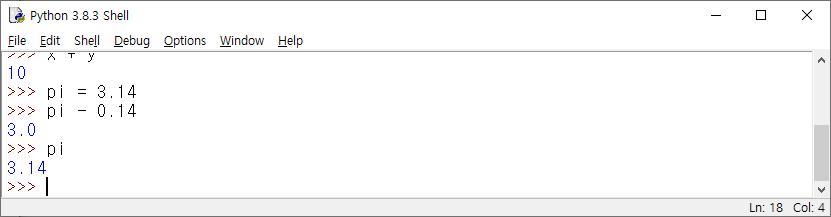 Python 3.8.3 Shell
File Edit Shell Debug Options Window Help
>>> x + y
10
>>> pi = 3.14
>>> pi - 0.14
3.0
>>> pi
3.14
>>>
Ln: 18 Col: 4